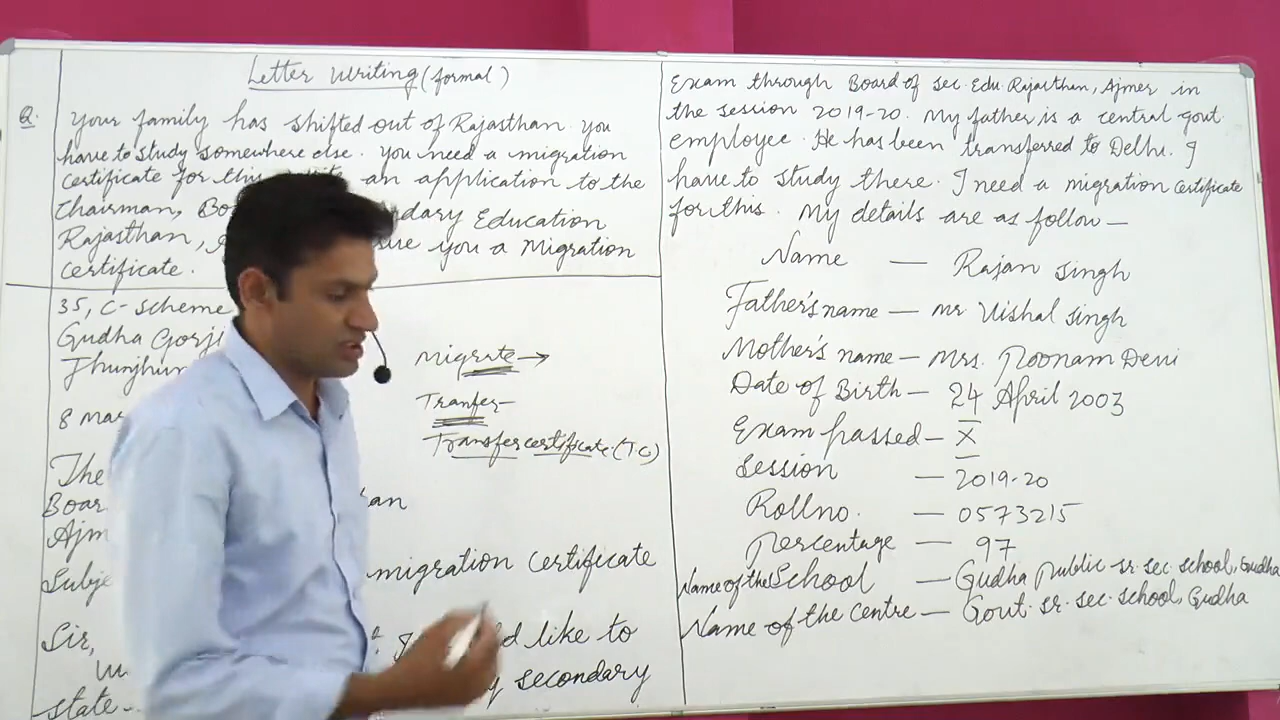 Letter Writing (formal)
Q. Your family has shifted out of Rajasthan. You
have to study somewhere else. You need a migration
certificate for this. an application to the
Chairman, Education
Rajasthan, you a Migration
certificate.
35, C-Scheme
Gudha Gorji
8
The
Sir,
state
Migrate →
Tranfer-
Transfer certificate (TC)
migration certificate
like to
secondary
Exam through Board of Sec. Edu. Rajasthan, Ajmer in
the session 2019-20. My father is a central govt.
employee. He has been transferred to Delhi. I
have to study there. I need a migration certificate
for this. My details are as follow —
Name — Rajan Singh
Father's name — Mr Vishal Singh
Mother's name — Mrs. Poonam Devi
Date of Birth — 24 April 2003
Exam passed — X
Session — 2019-20
Roll no. — 0573215
Percentage — 97
Name of the School — Gudha Public sr. sec. school, Gudha
Name of the centre — Govt. sr. sec. school, Gudha